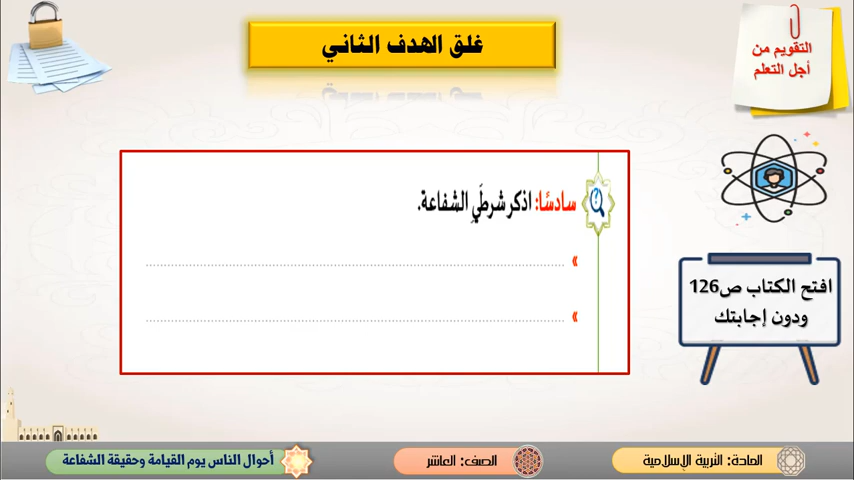 غلق الهدف الثاني
التقويم من
أجل التعلم
سادسًا: اذكر شرطَيِ الشفاعة.
»
»
افتح الكتاب ص126
ودون إجابتك
المادة: التربية الإسلامية
الصف: العاشر
أحوال الناس يوم القيامة وحقيقة الشفاعة